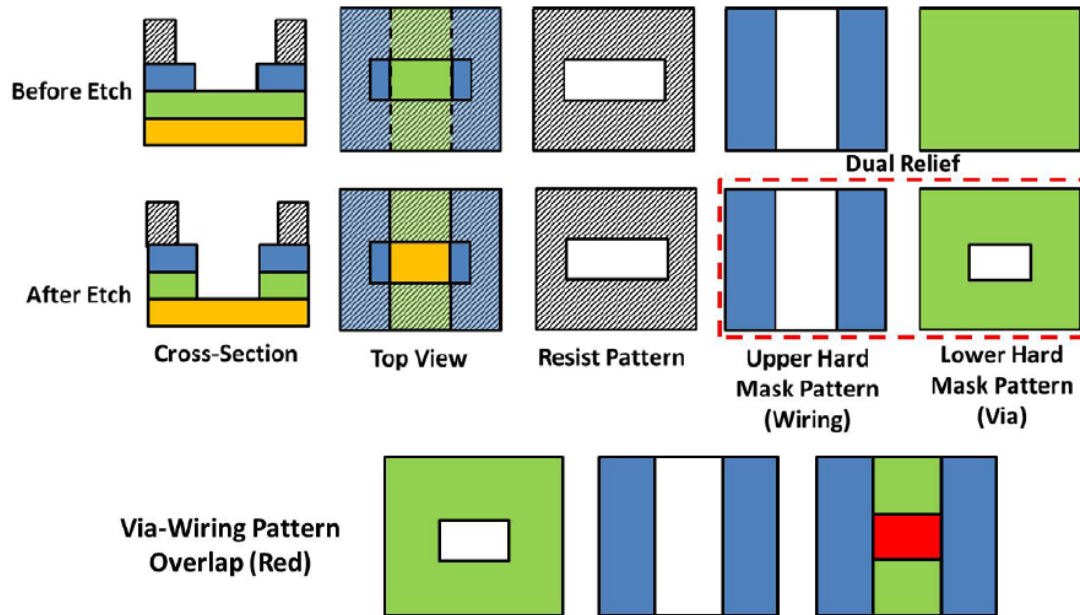 Before Etch
Dual Relief
After Etch
Cross-Section
Top View
Resist Pattern
Upper Hard
Mask Pattern
(Wiring)
Lower Hard
Mask Pattern
(Via)
Via-Wiring Pattern
Overlap (Red)